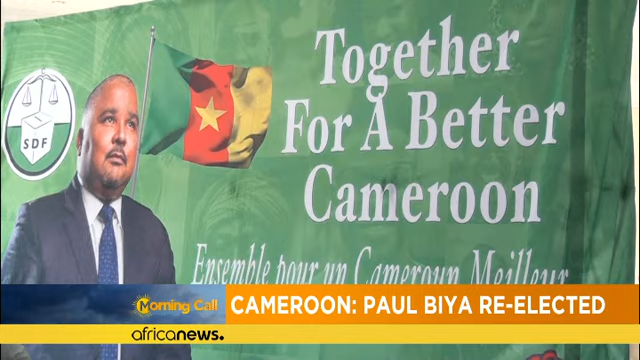 Together
For A Better
Cameroon
SDF
Ensemble pour un Cameroun Meilleur
Morning Call
CAMEROON: PAUL BIYA RE-ELECTED
africanews.